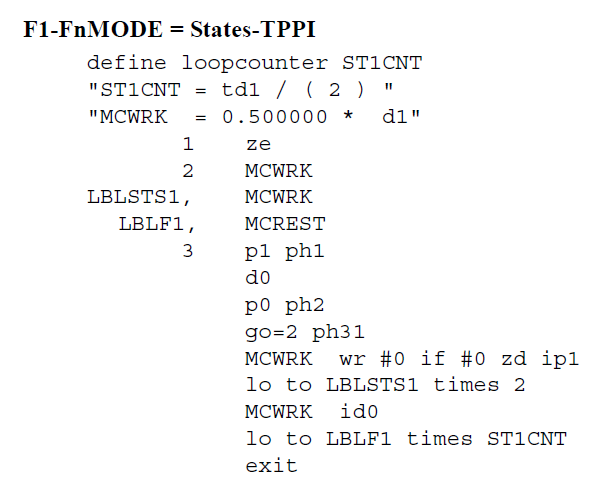 F1-FnMODE = States-TPPI
define loopcounter ST1CNT
"ST1CNT = td1 / ( 2 ) "
"MCWRK = 0.500000 * d1"
1 ze
2 MCWRK
LBLSTS1, MCWRK
LBLF1, MCREST
3 p1 ph1
d0
p0 ph2
go=2 ph31
MCWRK wr #0 if #0 zd ip1
lo to LBLSTS1 times 2
MCWRK id0
lo to LBLF1 times ST1CNT
exit